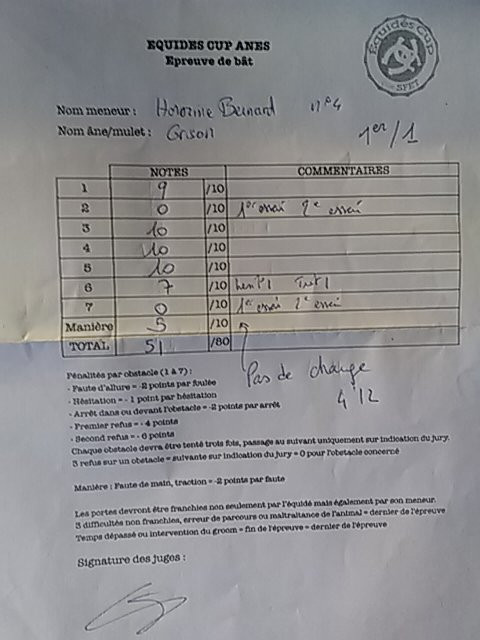 EQUIDES CUP ANES
Epreuve de bât
Equidés Cup
SFET
Nom meneur : Bernard n°4
Nom âne/mulet : Grison
1er/1
NOTES COMMENTAIRES
1 9 /10
2 0 /10 1er essai 2e essai
3 10 /10
4 10 /10
5 10 /10
6 7 /10
7 0 /10 1er essai 2e essai
Manière 5 /10
TOTAL 51 /80
Pas de change
4'12
Pénalités par obstacle (1 à 7) :
- Faute d'allure = -2 points par foulée
- Hésitation = - 1 point par hésitation
- Arrêt dans ou devant l'obstacle = -2 points par arrêt
- Premier refus = - 4 points
- Second refus = - 6 points
Chaque obstacle devra être tenté trois fois, passage au suivant uniquement sur indication du jury.
3 refus sur un obstacle = suivante sur indication du jury = 0 pour l'obstacle concerné
Manière : Faute de main, traction = -2 points par faute
Les portes devront être franchies non seulement par l'équidé mais également par son meneur.
3 difficultés non franchies, erreur de parcours ou maltraitance de l'animal = dernier de l'épreuve
Temps dépassé ou intervention du groom = fin de l'épreuve = dernier de l'épreuve
Signature des juges :